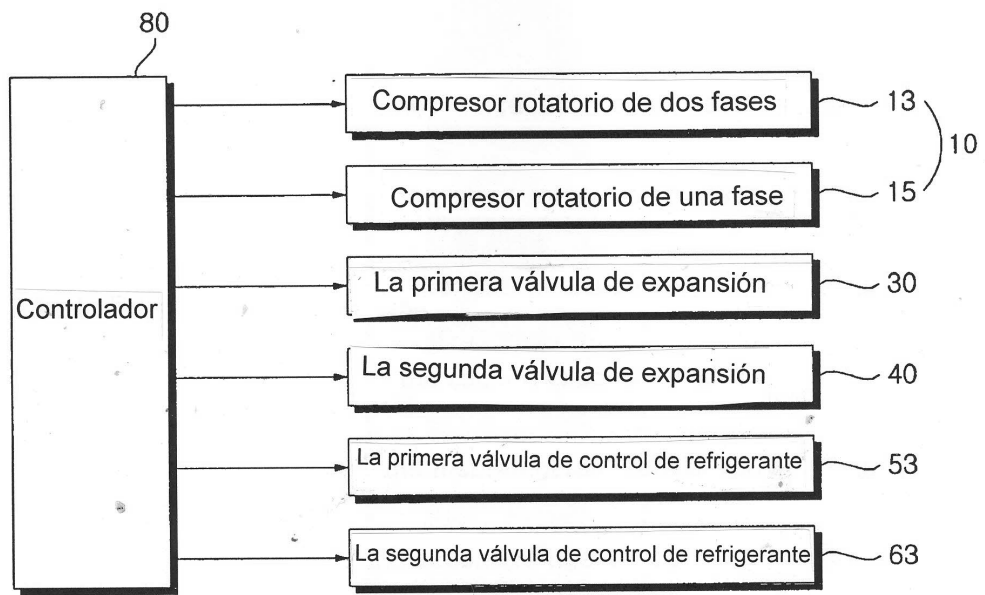 80
Compresor rotatorio de dos fases 13
10
Compresor rotatorio de una fase 15
La primera válvula de expansión 30
Controlador
La segunda válvula de expansión 40
La primera válvula de control de refrigerante 53
La segunda válvula de control de refrigerante 63